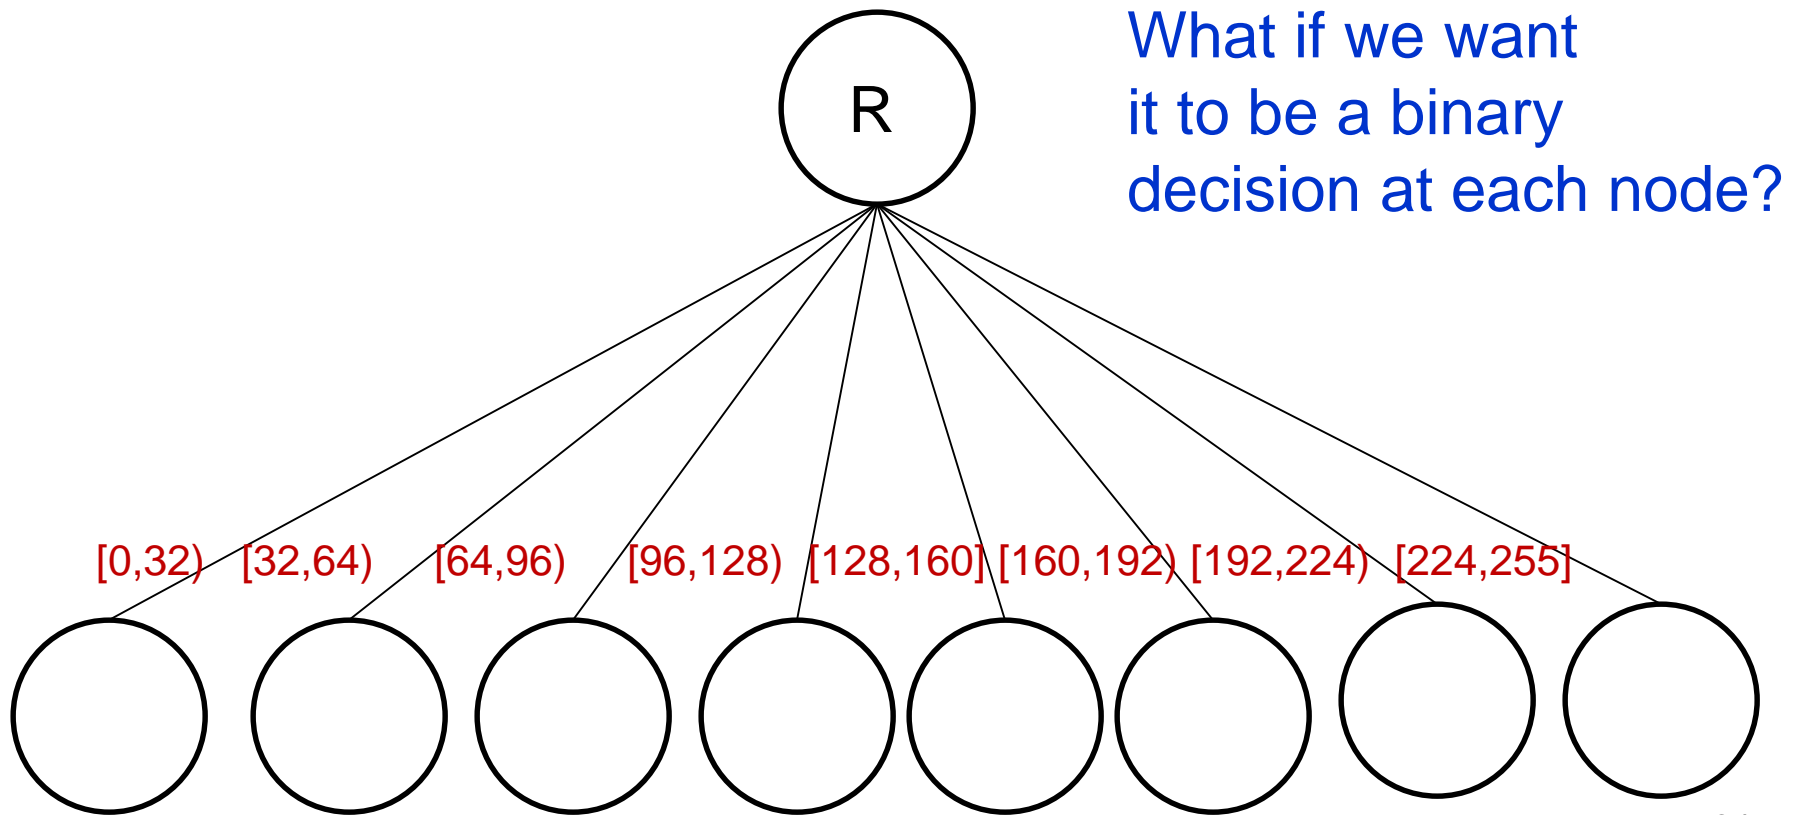 What if we want
it to be a binary
decision at each node?
R
[0,32) [32,64) [64,96) [96,128) [128,160] [160,192) [192,224) [224,255]